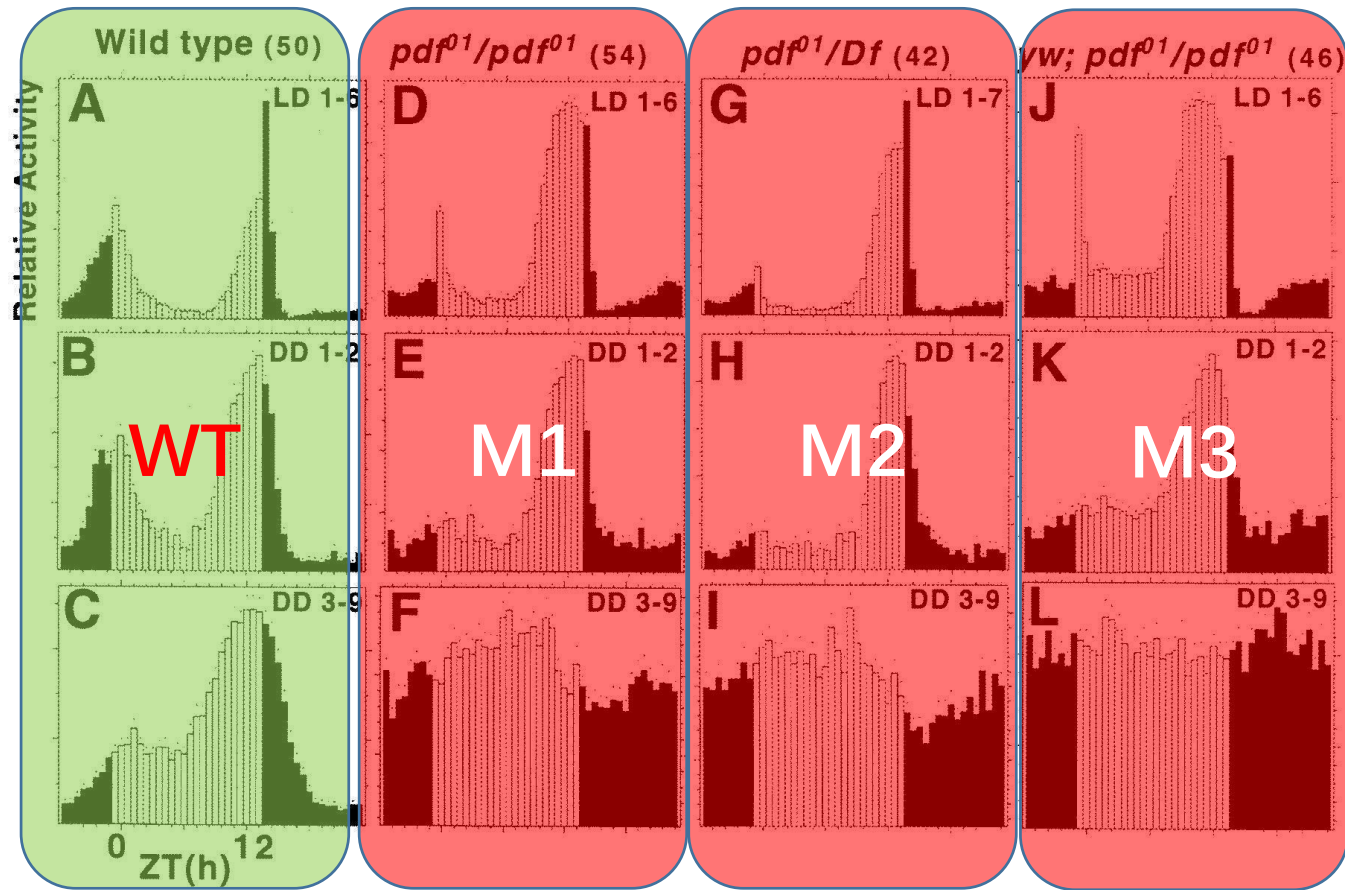 Wild type (50)
pdf⁰¹/pdf⁰¹ (54)
pdf⁰¹/Df (42)
yw; pdf⁰¹/pdf⁰¹ (46)
Relative Activity
A
LD 1-6
D
LD 1-6
G
LD 1-7
J
LD 1-6
B
DD 1-2
E
DD 1-2
H
DD 1-2
K
DD 1-2
WT
M1
M2
M3
C
DD 3-9
F
DD 3-9
I
DD 3-9
L
DD 3-9
0
12
ZT(h)